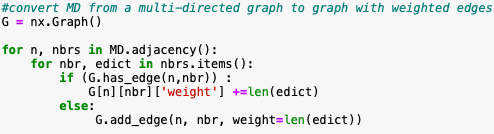 #convert MD from a multi-directed graph to graph with weighted edges
G = nx.Graph()

for n, nbrs in MD.adjacency():
    for nbr, edict in nbrs.items():
        if (G.has_edge(n,nbr)) :
            G[n][nbr]['weight'] +=len(edict)
        else:
             G.add_edge(n, nbr, weight=len(edict))